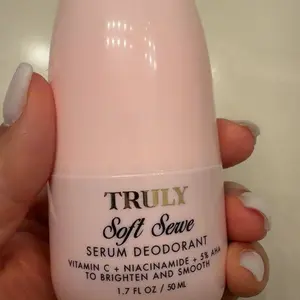 TRULY
Soft Serve
SERUM DEODORANT
VITAMIN C + NIACINAMIDE + 5% AHA
TO BRIGHTEN AND SMOOTH
1.7 FL OZ / 50 ML